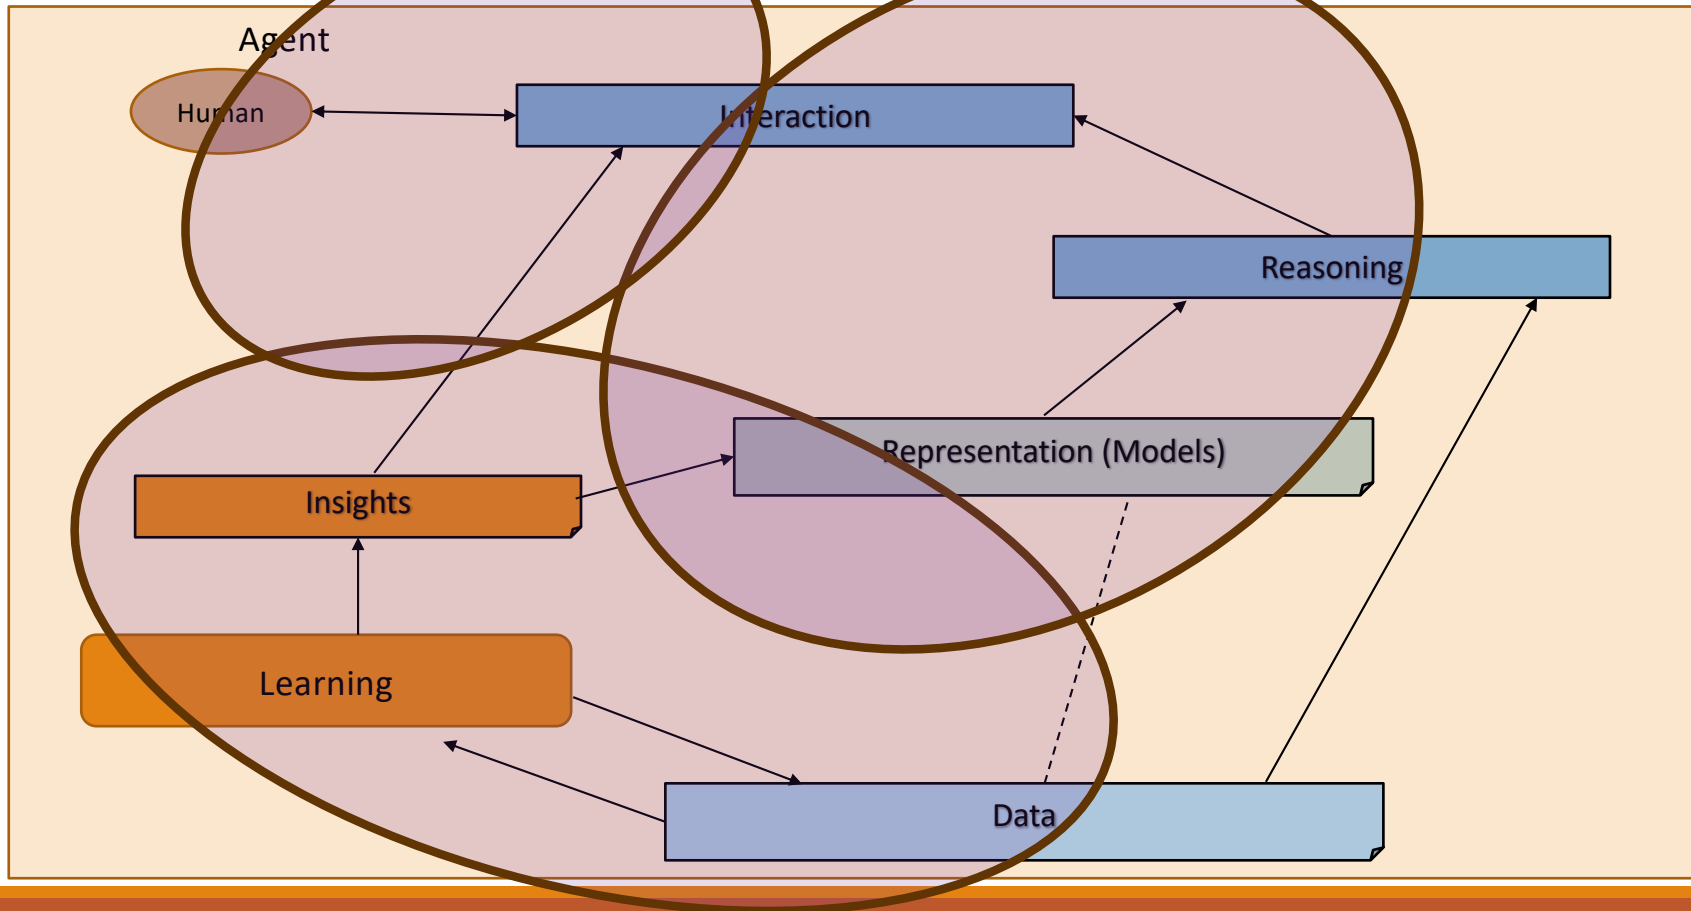 Agent
Human
Interaction
Reasoning
Representation (Models)
Insights
Learning
Data